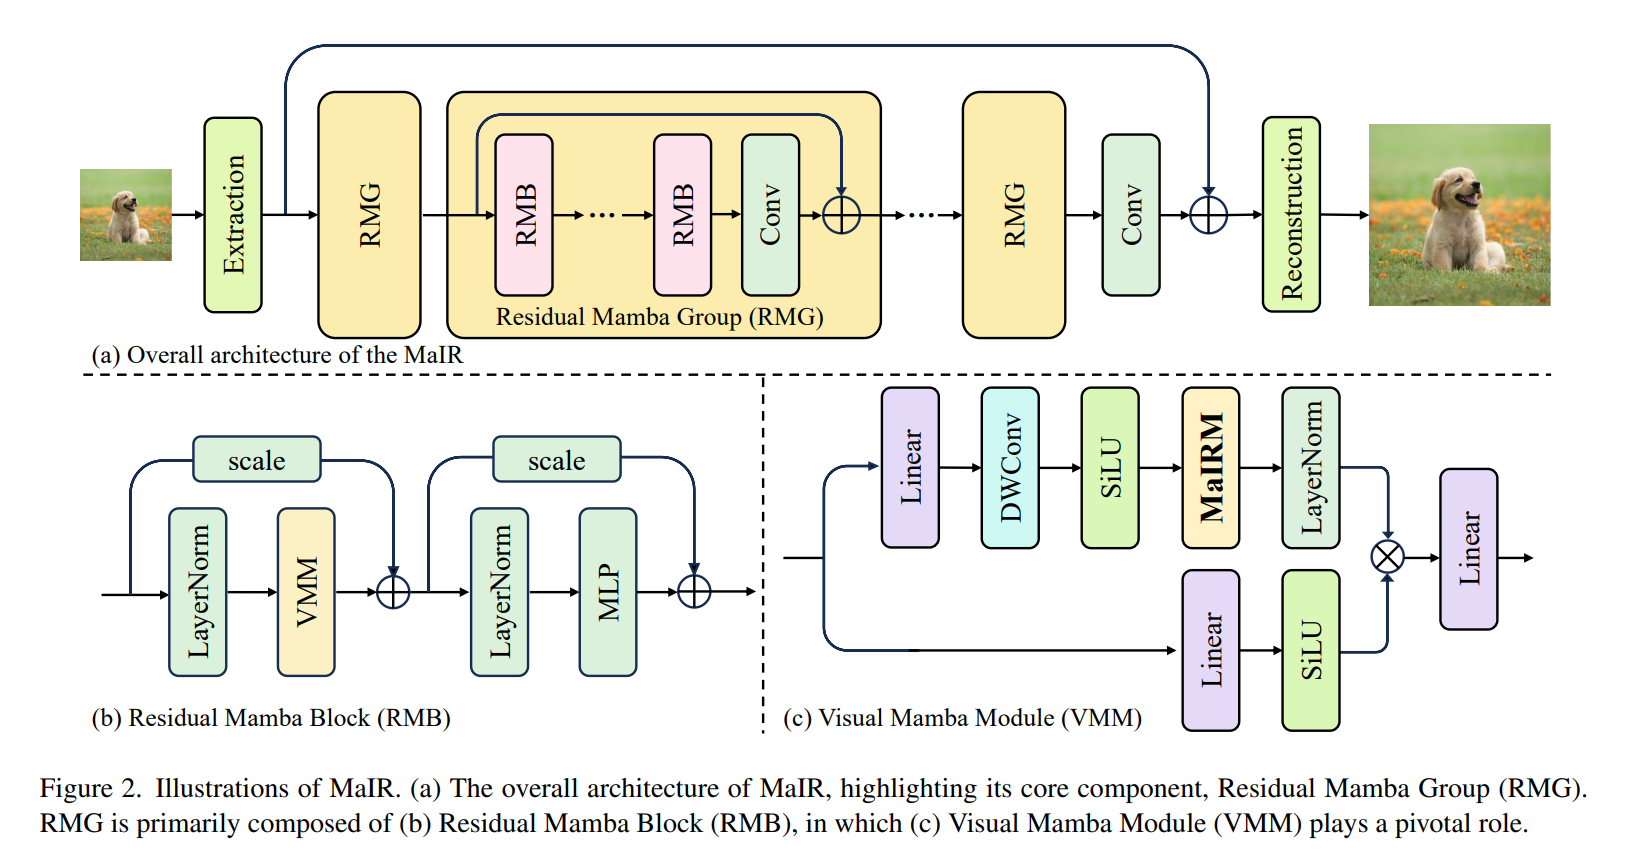 Extraction
RMG
RMB
...
RMB
Conv
Residual Mamba Group (RMG)
...
RMG
Conv
Reconstruction
(a) Overall architecture of the MaIR
scale
LayerNorm
VMM
scale
LayerNorm
MLP
(b) Residual Mamba Block (RMB)
Linear
DWConv
SiLU
MaIRM
LayerNorm
Linear
SiLU
Linear
(c) Visual Mamba Module (VMM)
Figure 2. Illustrations of MaIR. (a) The overall architecture of MaIR, highlighting its core component, Residual Mamba Group (RMG).
RMG is primarily composed of (b) Residual Mamba Block (RMB), in which (c) Visual Mamba Module (VMM) plays a pivotal role.